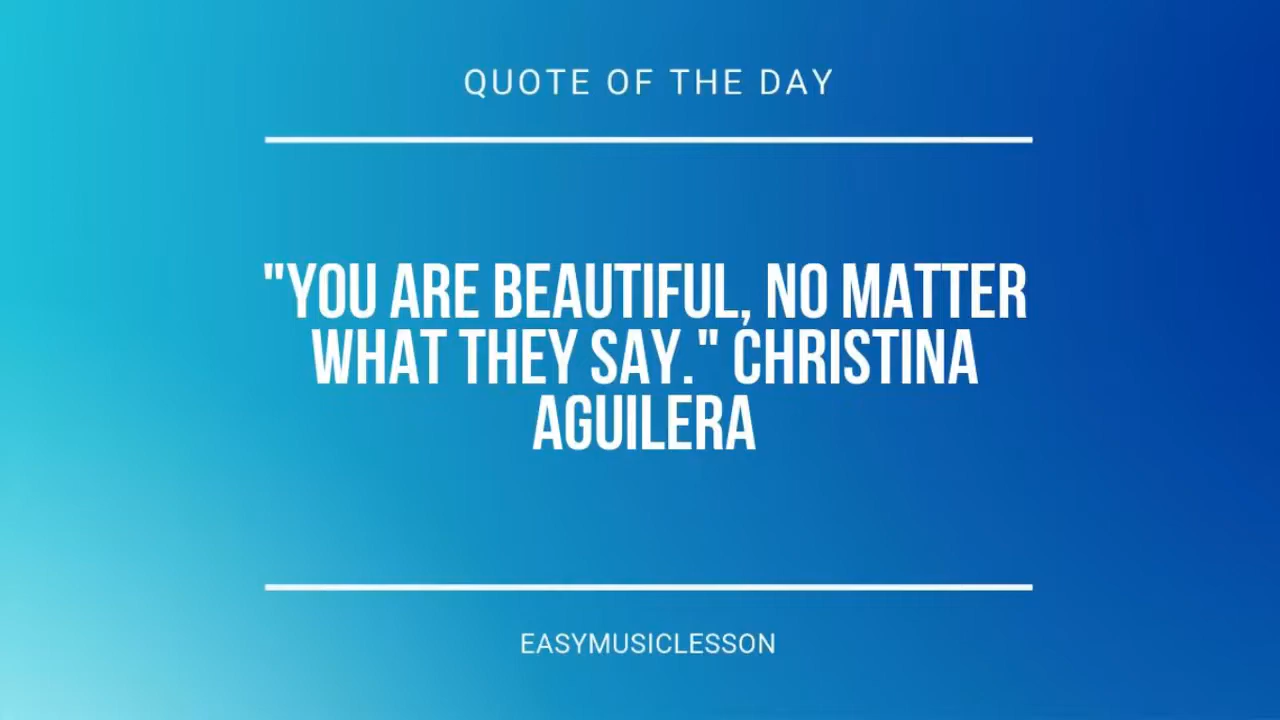 QUOTE OF THE DAY
"YOU ARE BEAUTIFUL, NO MATTER
WHAT THEY SAY." CHRISTINA
AGUILERA
EASYMUSICLESSON